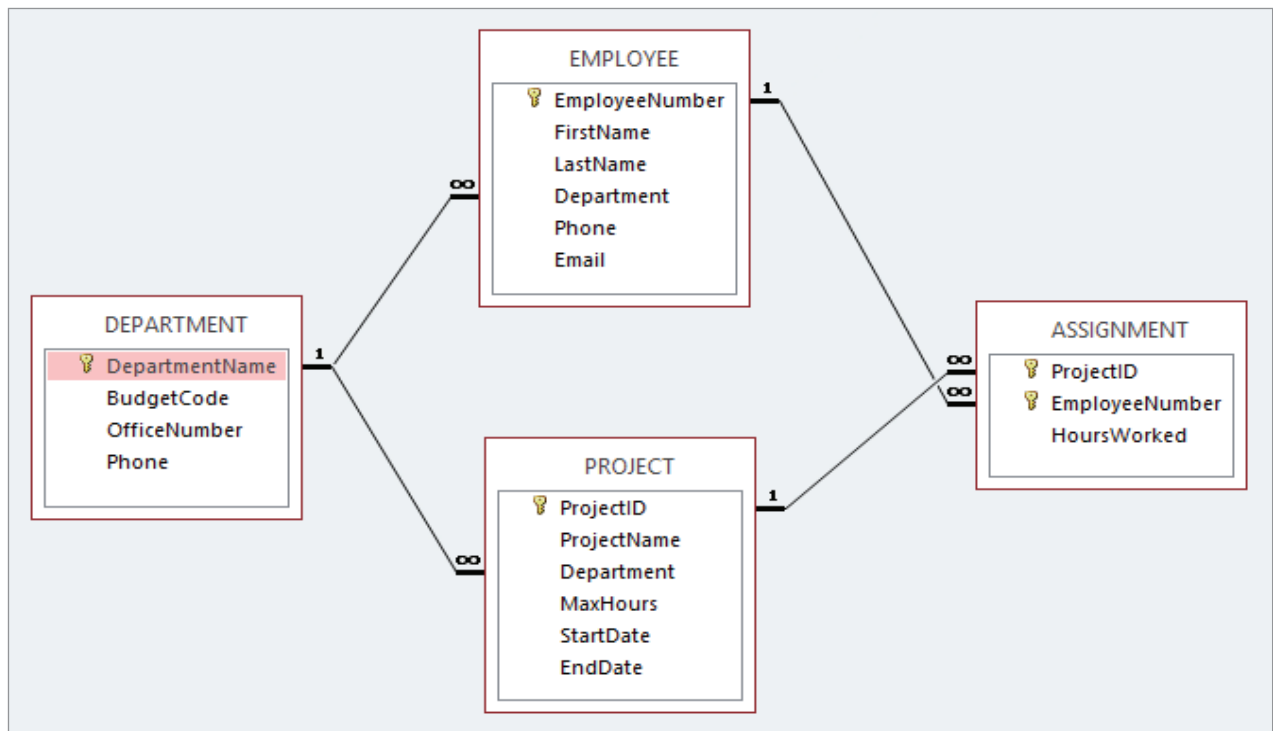 EMPLOYEE
EmployeeNumber
FirstName
LastName
Department
Phone
Email
1
∞
DEPARTMENT
DepartmentName
BudgetCode
OfficeNumber
Phone
1
∞
PROJECT
ProjectID
ProjectName
Department
MaxHours
StartDate
EndDate
1
ASSIGNMENT
ProjectID
EmployeeNumber
HoursWorked
∞
∞